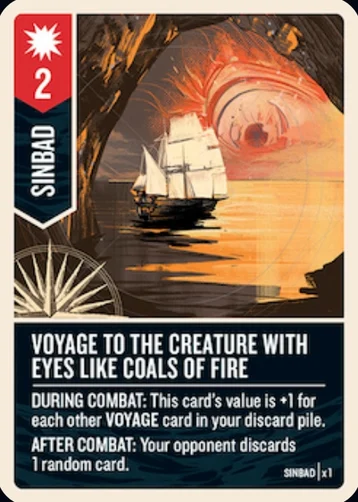 2
SINBAD
VOYAGE TO THE CREATURE WITH
EYES LIKE COALS OF FIRE
DURING COMBAT: This card's value is +1 for
each other VOYAGE card in your discard pile.
AFTER COMBAT: Your opponent discards
1 random card.
SINBAD | x1